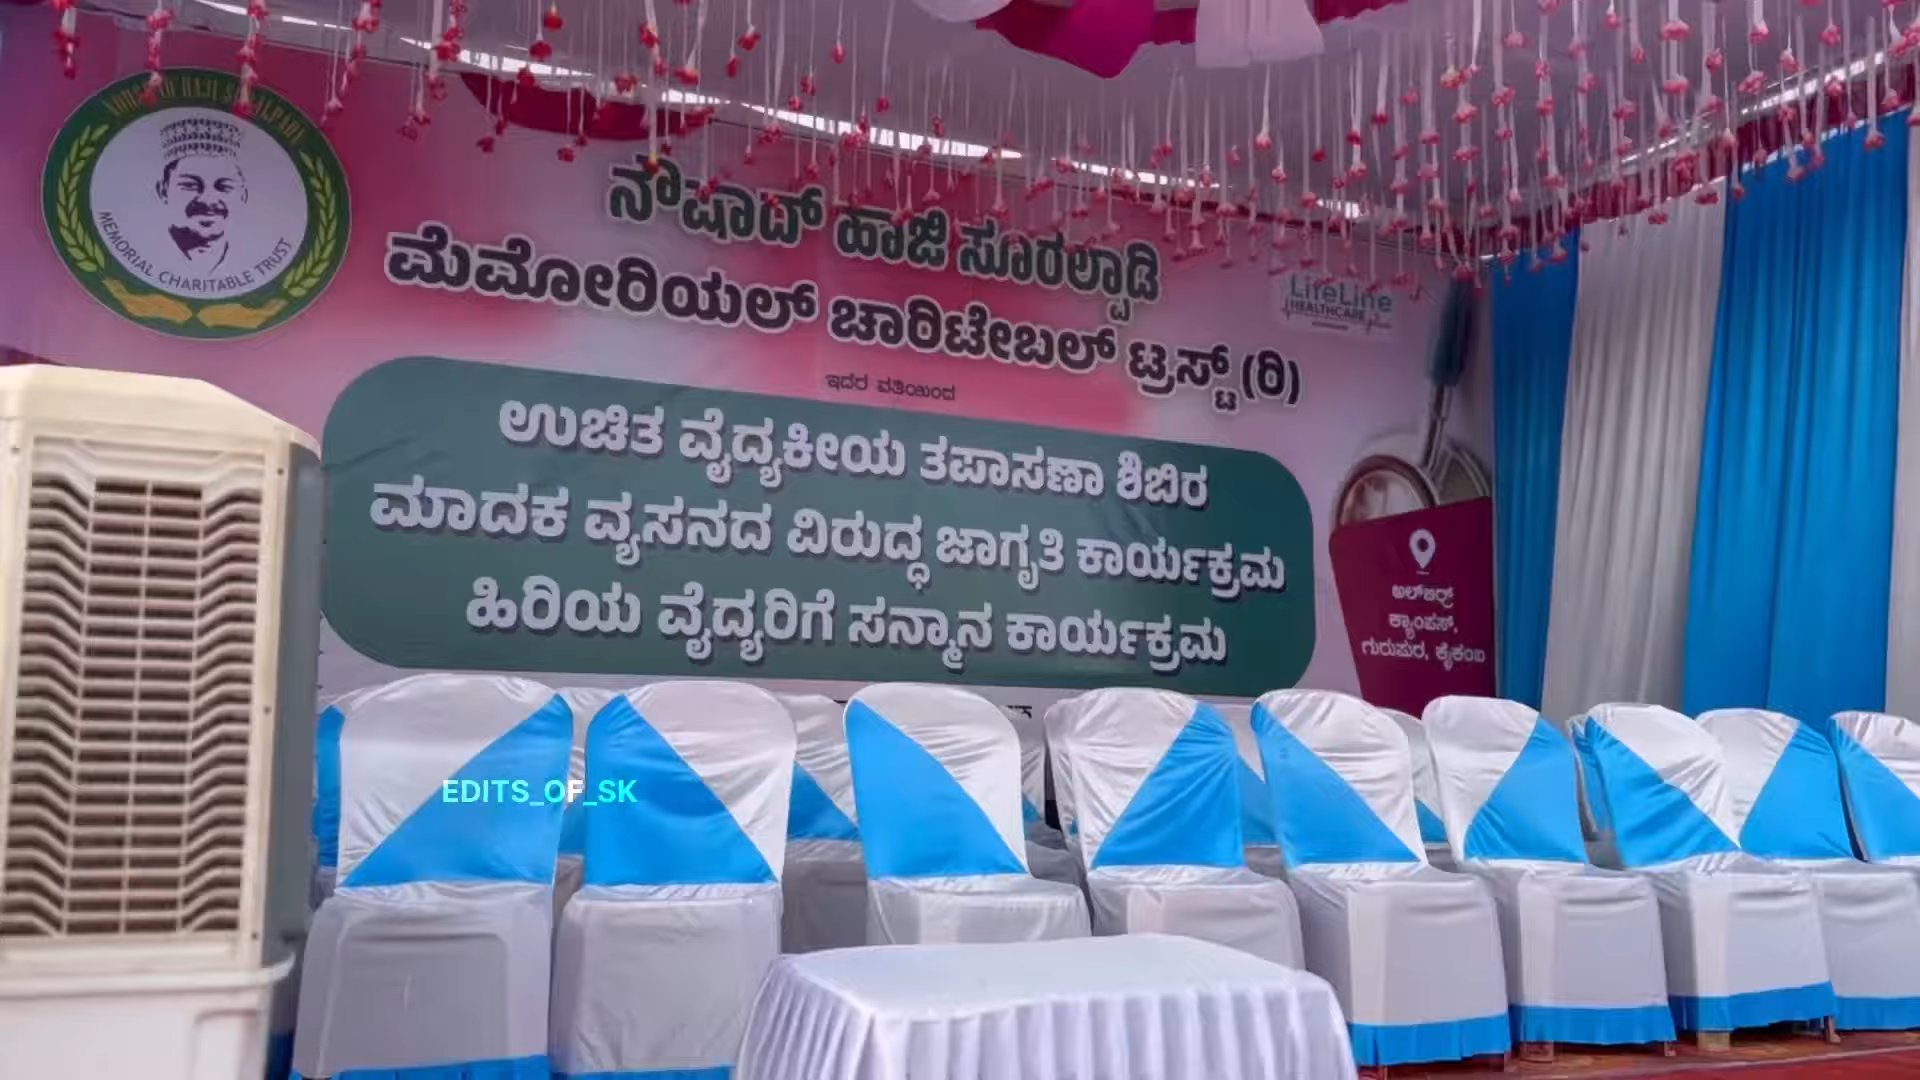 MEMORIAL CHARITABLE TRUST
ನೌಷಾದ್ ಹಾಜಿ ಸೂರಲ್ಪಾಡಿ
ಮೆಮೋರಿಯಲ್ ಚಾರಿಟೇಬಲ್ ಟ್ರಸ್ಟ್ (ರಿ)
LifeLine
HEALTHCARE
ಇದರ ವತಿಯಿಂದ
ಉಚಿತ ವೈದ್ಯಕೀಯ ತಪಾಸಣಾ ಶಿಬಿರ
ಮಾದಕ ವ್ಯಸನದ ವಿರುದ್ಧ ಜಾಗೃತಿ ಕಾರ್ಯಕ್ರಮ
ಹಿರಿಯ ವೈದ್ಯರಿಗೆ ಸನ್ಮಾನ ಕಾರ್ಯಕ್ರಮ
ಕ್ಯಾಂಪಸ್,
ಗುರುಪುರ, ಕೈಕಂಬ
EDITS_OF_SK